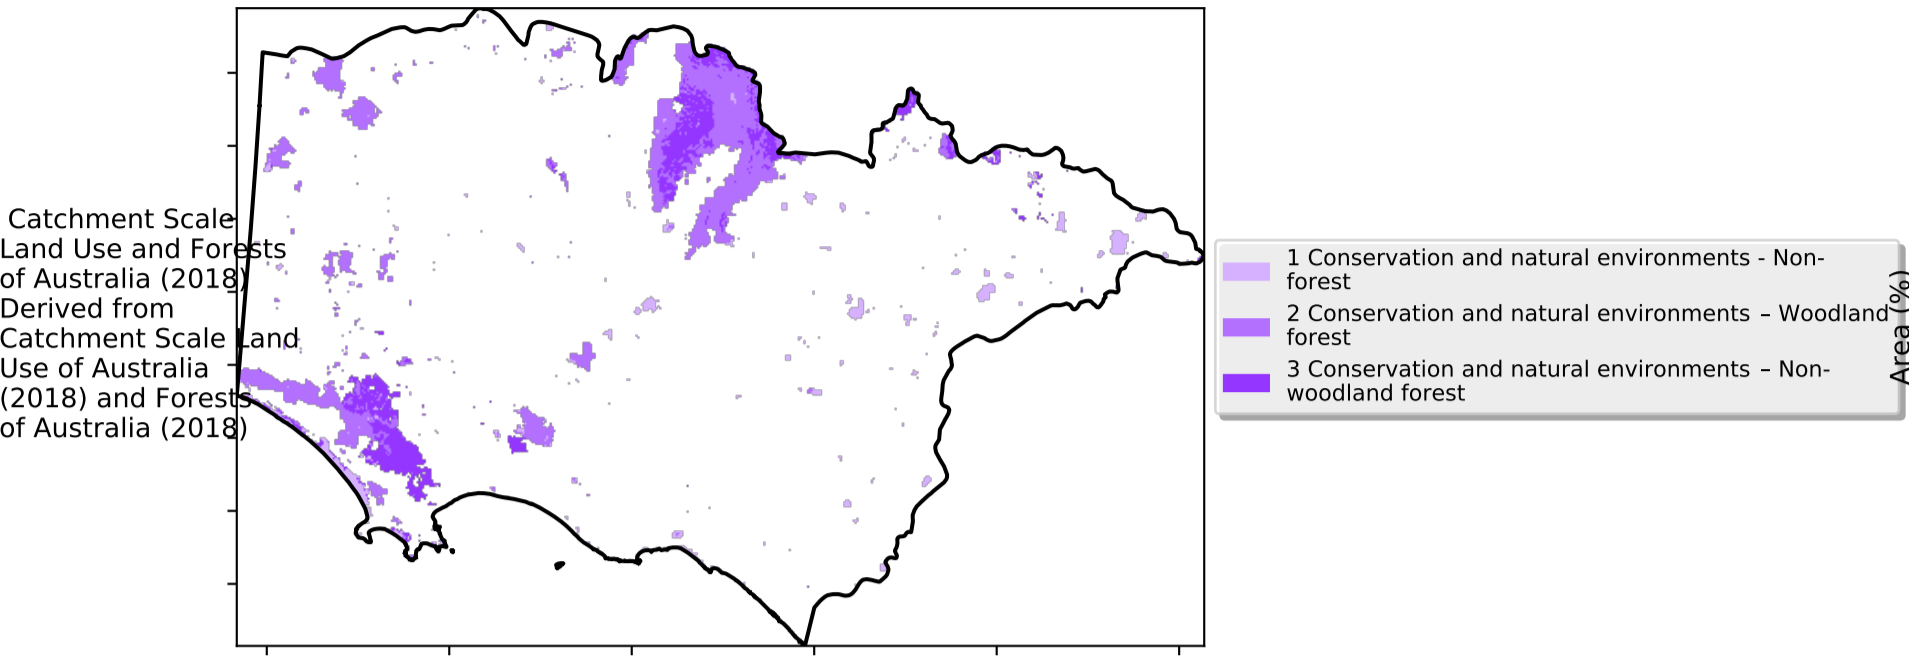 Catchment Scale
Land Use and Forests
of Australia (2018)
Derived from
Catchment Scale Land
Use of Australia
(2018) and Forests
of Australia (2018)
1 Conservation and natural environments - Non-
forest
2 Conservation and natural environments – Woodland
forest
3 Conservation and natural environments – Non-
woodland forest
Area (%)